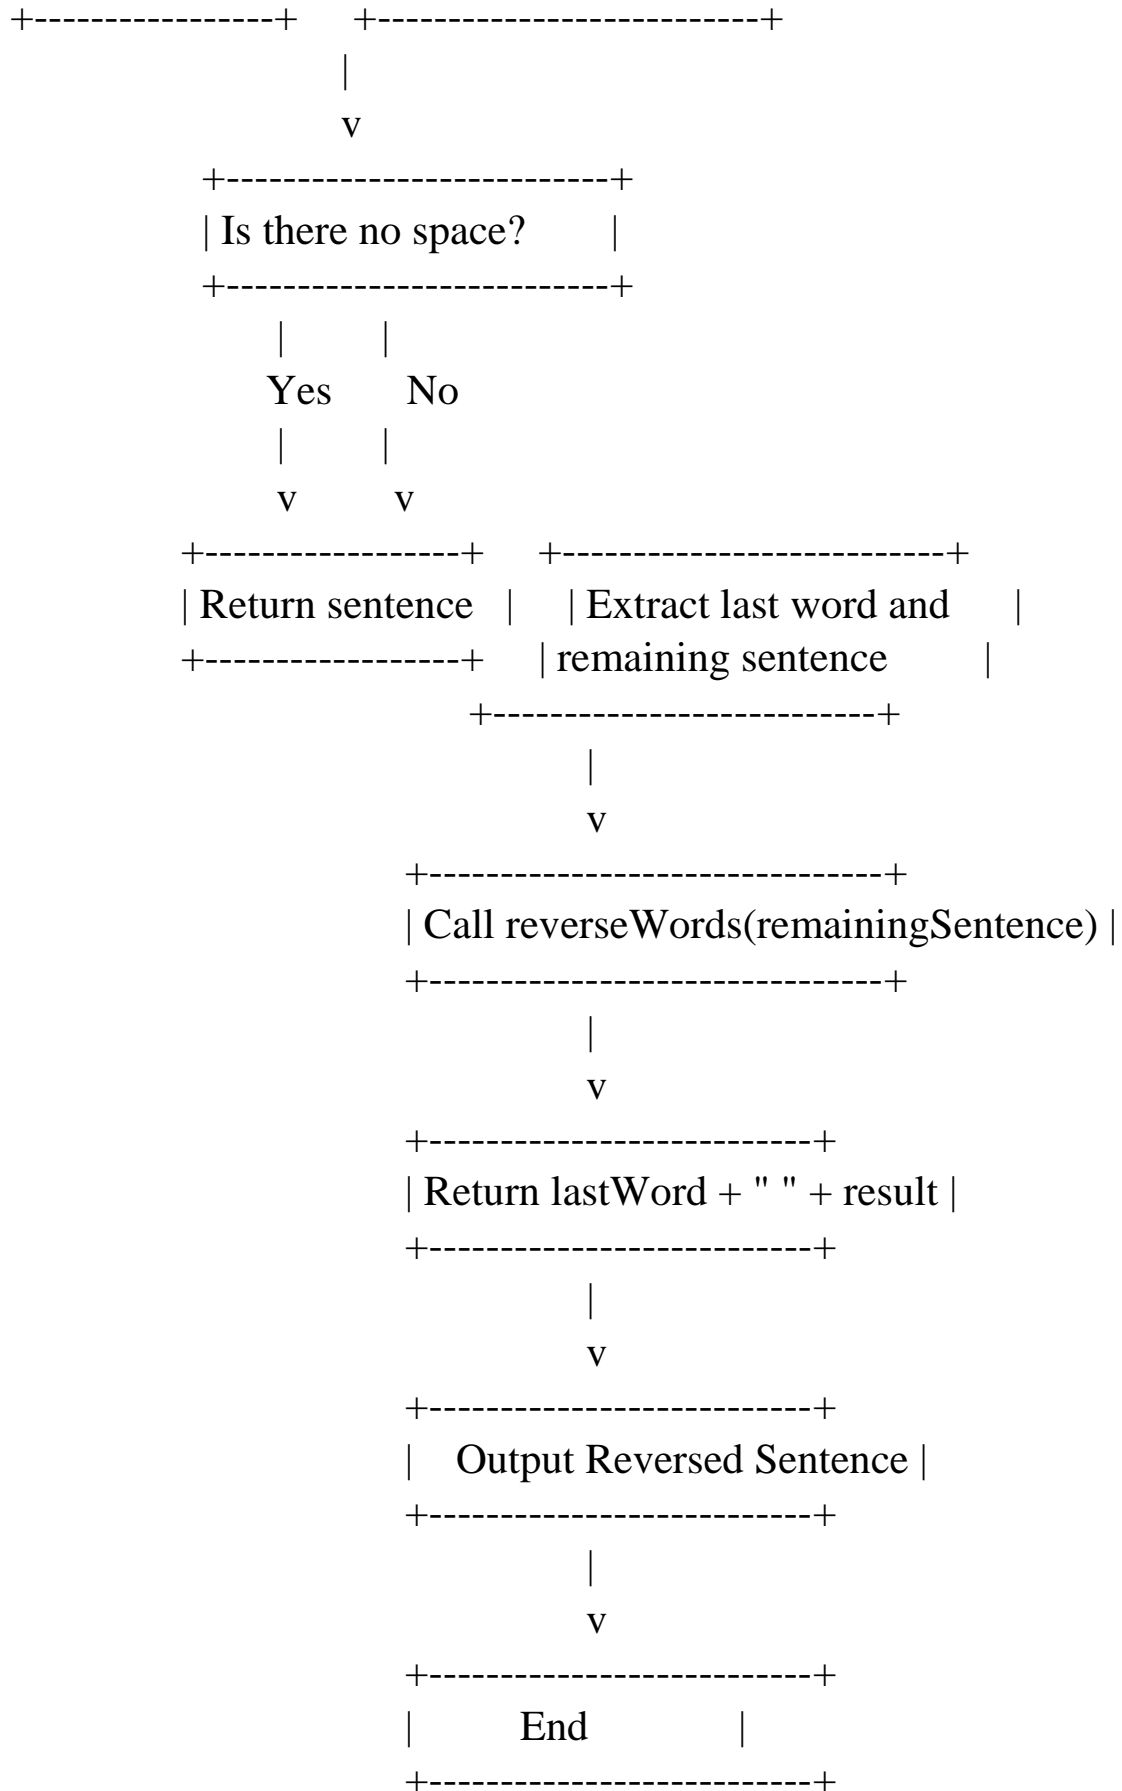 +----------------+ +---------------------------+
|
v
+---------------------------+
| Is there no space? |
+---------------------------+
| |
Yes No
| |
v v
+------------------+ +---------------------------+
| Return sentence | | Extract last word and |
+------------------+ | remaining sentence |
+---------------------------+
|
v
+--------------------------------+
| Call reverseWords(remainingSentence) |
+--------------------------------+
|
v
+---------------------------+
| Return lastWord + " " + result |
+---------------------------+
|
v
+---------------------------+
| Output Reversed Sentence |
+---------------------------+
|
v
+---------------------------+
| End |
+---------------------------+